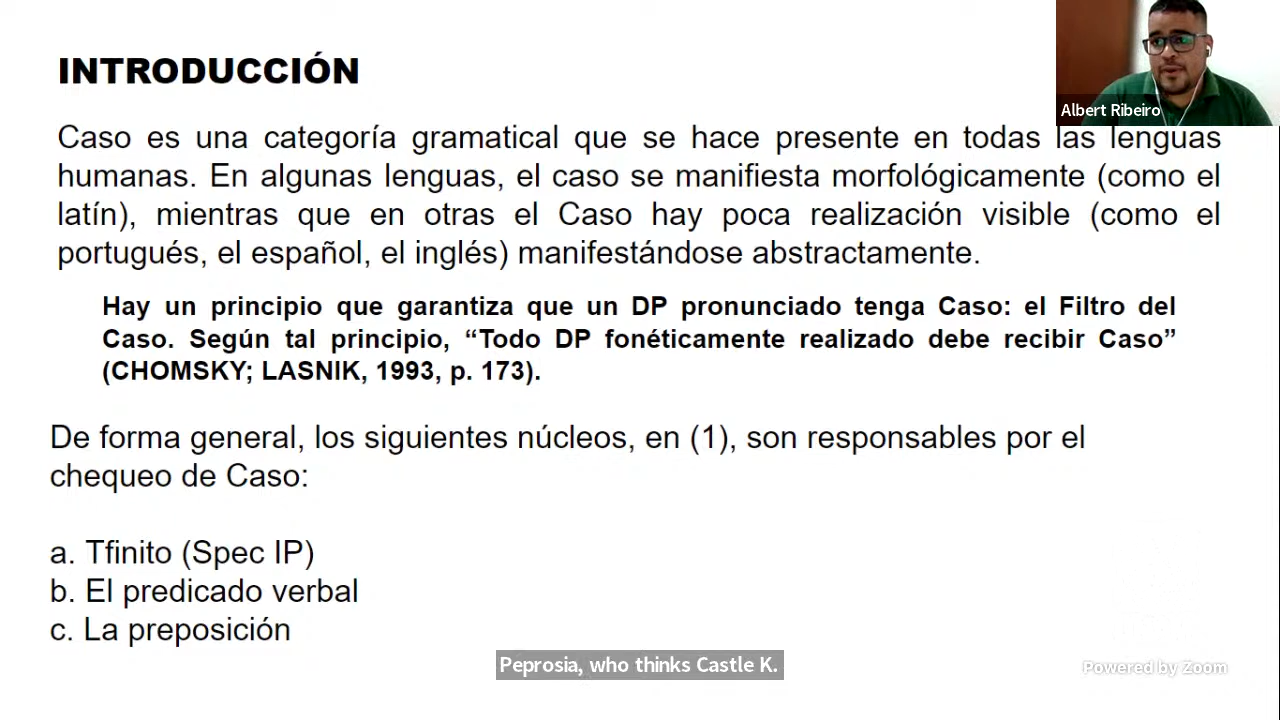 INTRODUCCIÓN
Albert Ribeiro
Caso es una categoría gramatical que se hace presente en todas las lenguas
humanas. En algunas lenguas, el caso se manifiesta morfológicamente (como el
latín), mientras que en otras el Caso hay poca realización visible (como el
portugués, el español, el inglés) manifestándose abstractamente.
Hay un principio que garantiza que un DP pronunciado tenga Caso: el Filtro del
Caso. Según tal principio, “Todo DP fonéticamente realizado debe recibir Caso”
(CHOMSKY; LASNIK, 1993, p. 173).
De forma general, los siguientes núcleos, en (1), son responsables por el
chequeo de Caso:
a. Tfinito (Spec IP)
b. El predicado verbal
c. La preposición
Peprosia, who thinks Castle K.
Powered by Zoom